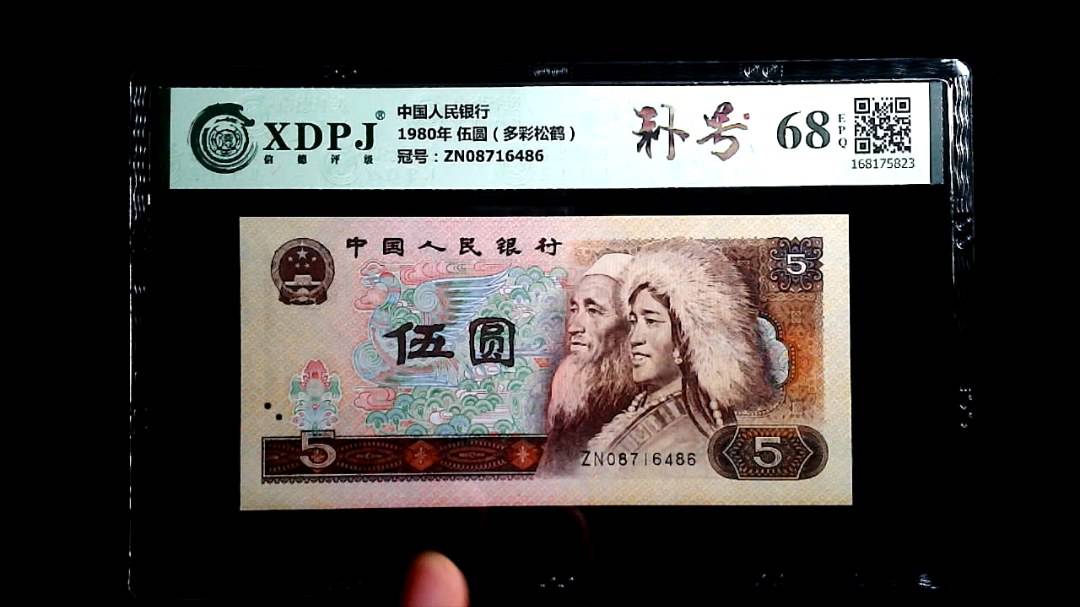 XDPJ®
信德评级
中国人民银行
1980年 伍圆（多彩松鹤）
冠号：ZN08716486
补号
68
EPQ
168175823
中国人民银行
5
伍圆
5
ZN08716486
5